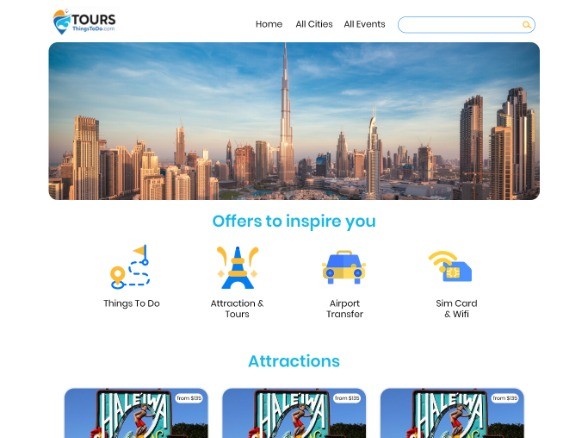 TOURS
ThingsToDo.com
Home All Cities All Events
Offers to inspire you
Things To Do
Attraction &
Tours
Airport
Transfer
Sim Card
& Wifi
Attractions
from $135
HALEIWA
from $135
HALEIWA
from $135
HALEIWA